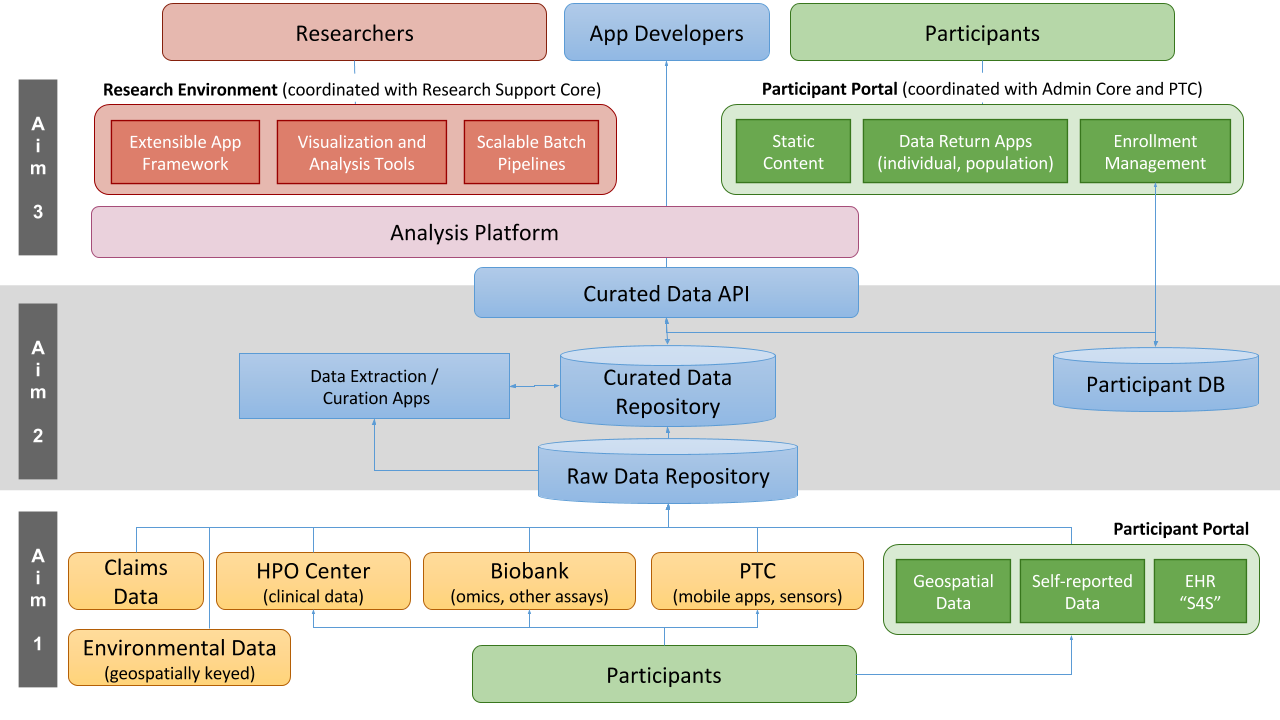 Researchers
App Developers
Participants
Research Environment (coordinated with Research Support Core)
Participant Portal (coordinated with Admin Core and PTC)
Aim 3
Extensible App
Framework
Visualization and
Analysis Tools
Scalable Batch
Pipelines
Static
Content
Data Return Apps
(individual, population)
Enrollment
Management
Analysis Platform
Curated Data API
Aim 2
Data Extraction /
Curation Apps
Curated Data
Repository
Participant DB
Raw Data Repository
Aim 1
Participant Portal
Claims
Data
HPO Center
(clinical data)
Biobank
(omics, other assays)
PTC
(mobile apps, sensors)
Geospatial
Data
Self-reported
Data
EHR
“S4S”
Environmental Data
(geospatially keyed)
Participants